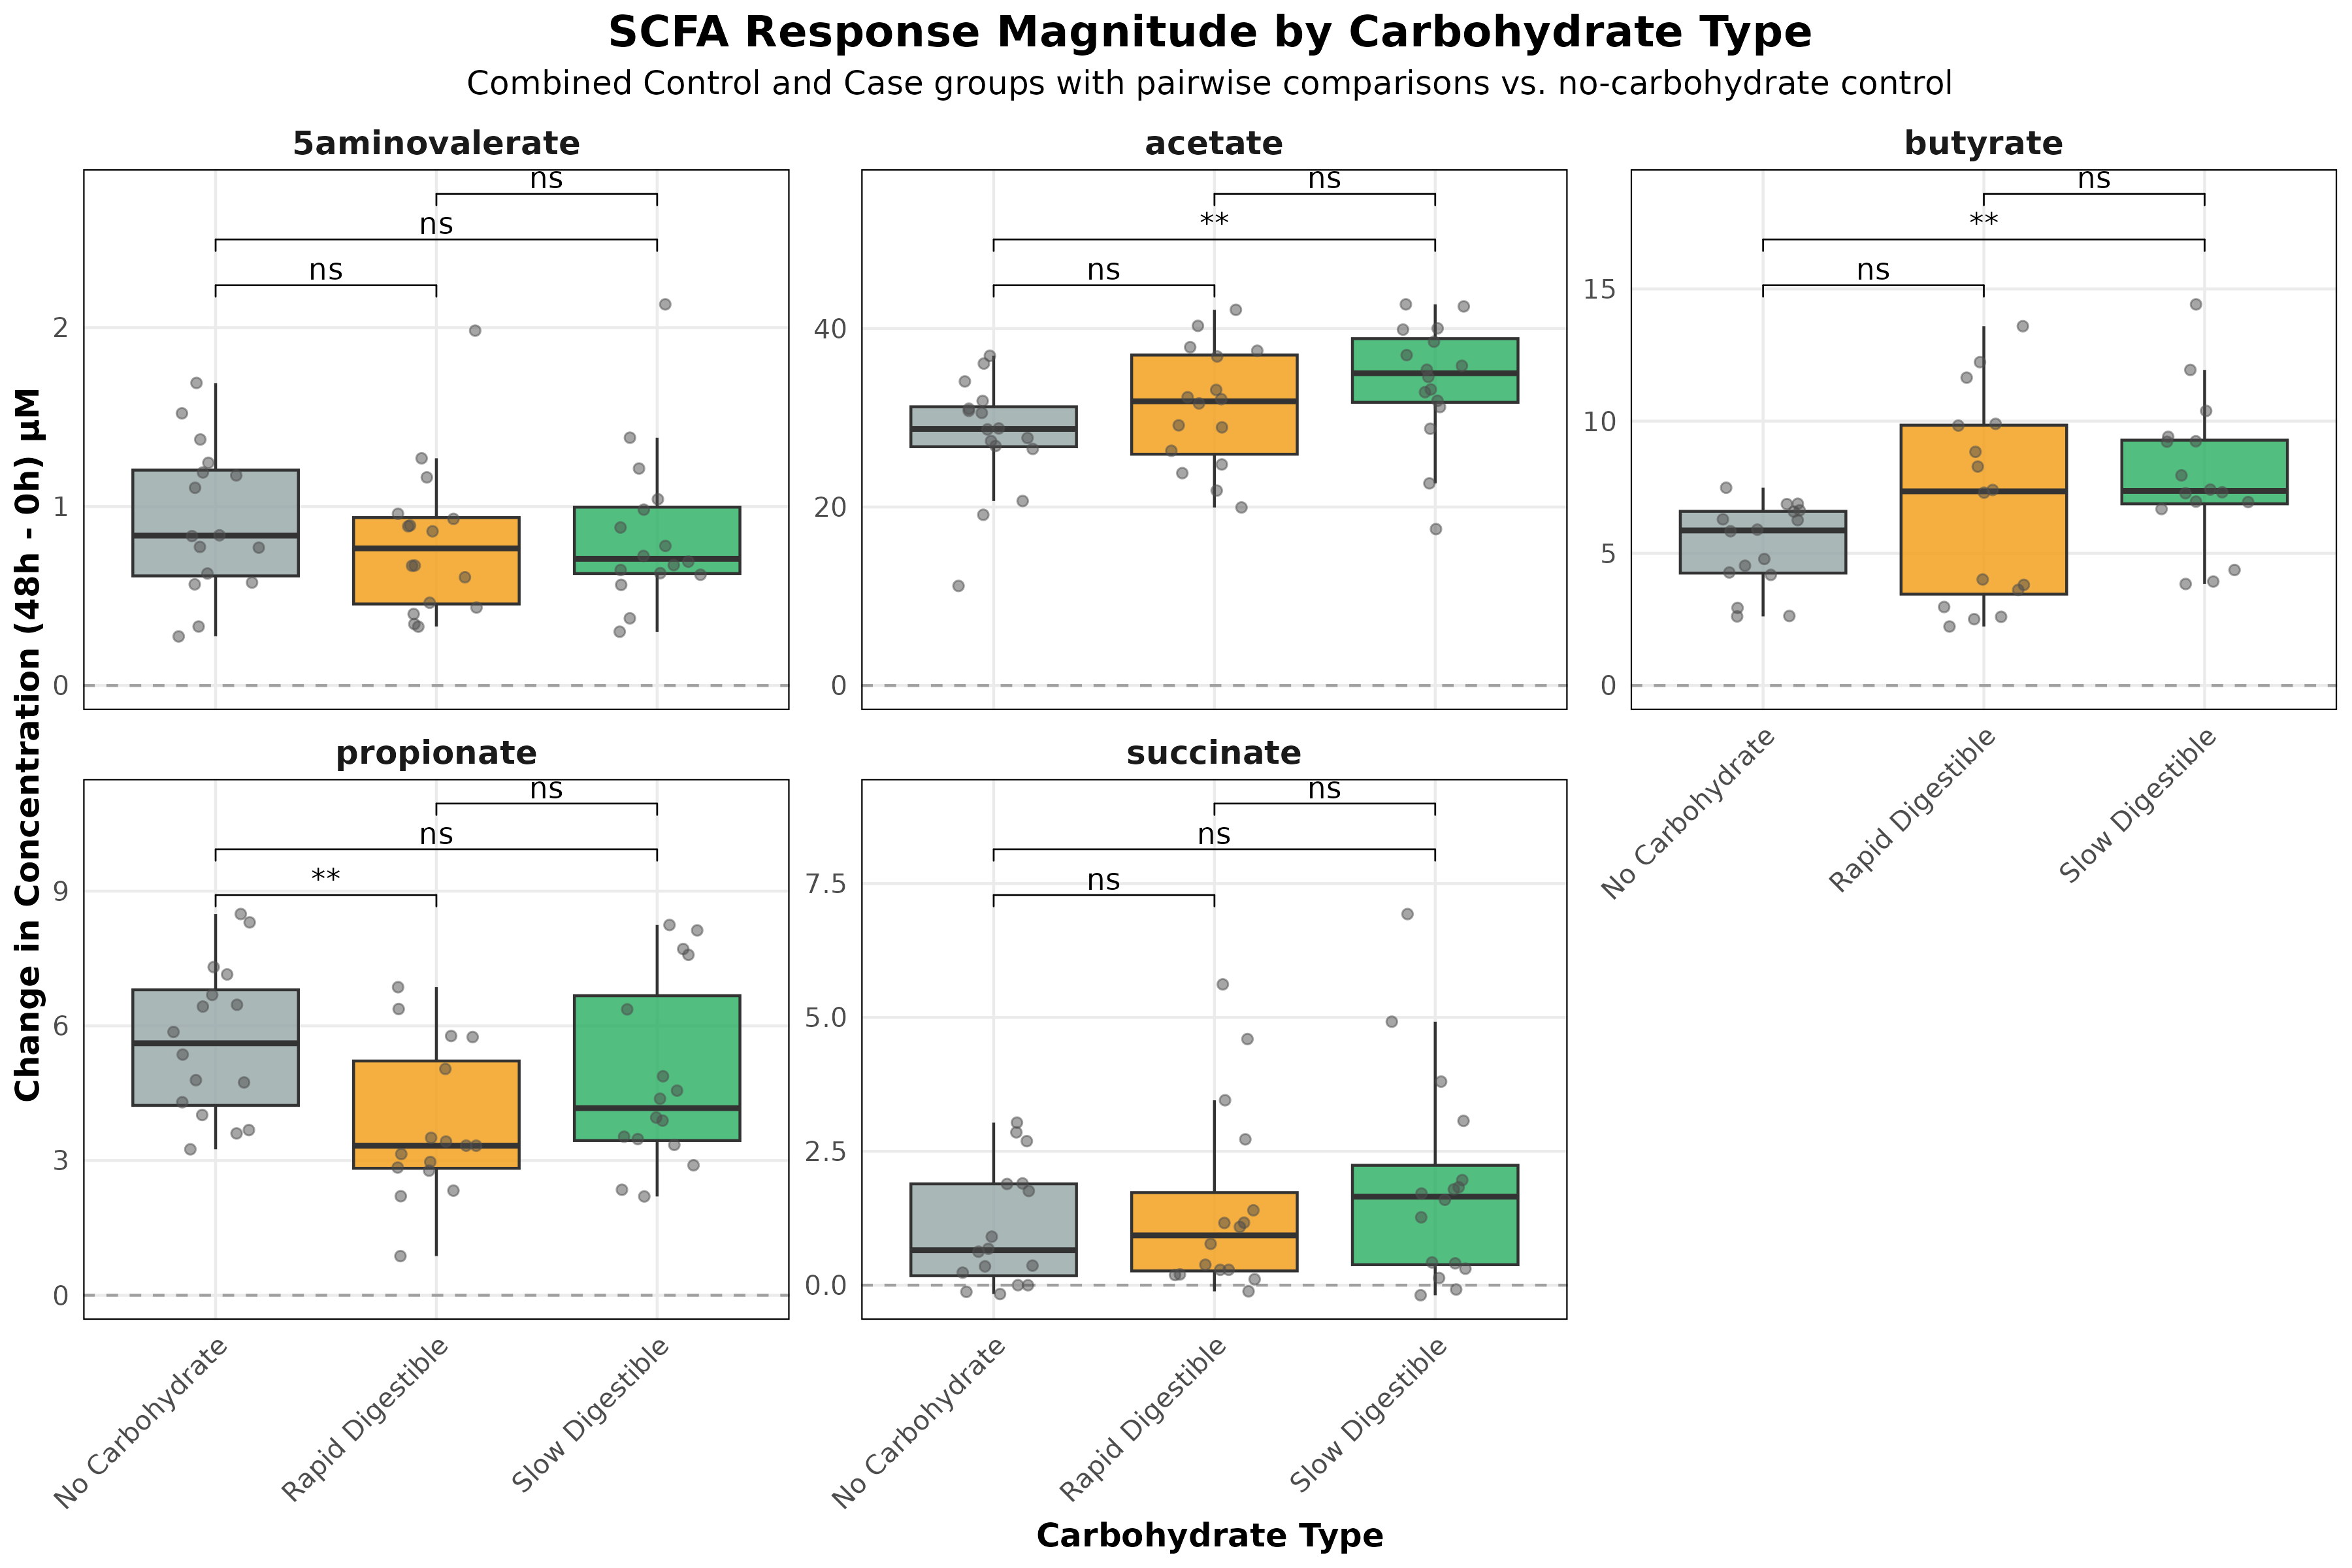 SCFA Response Magnitude by Carbohydrate Type
Combined Control and Case groups with pairwise comparisons vs. no-carbohydrate control
Change in Concentration (48h - 0h) µM
5aminovalerate
ns
ns
ns
2
1
0
acetate
ns
**
ns
40
20
0
butyrate
ns
**
ns
15
10
5
0
No Carbohydrate
Rapid Digestible
Slow Digestible
propionate
ns
ns
**
9
6
3
0
No Carbohydrate
Rapid Digestible
Slow Digestible
succinate
ns
ns
ns
7.5
5.0
2.5
0.0
No Carbohydrate
Rapid Digestible
Slow Digestible
Carbohydrate Type